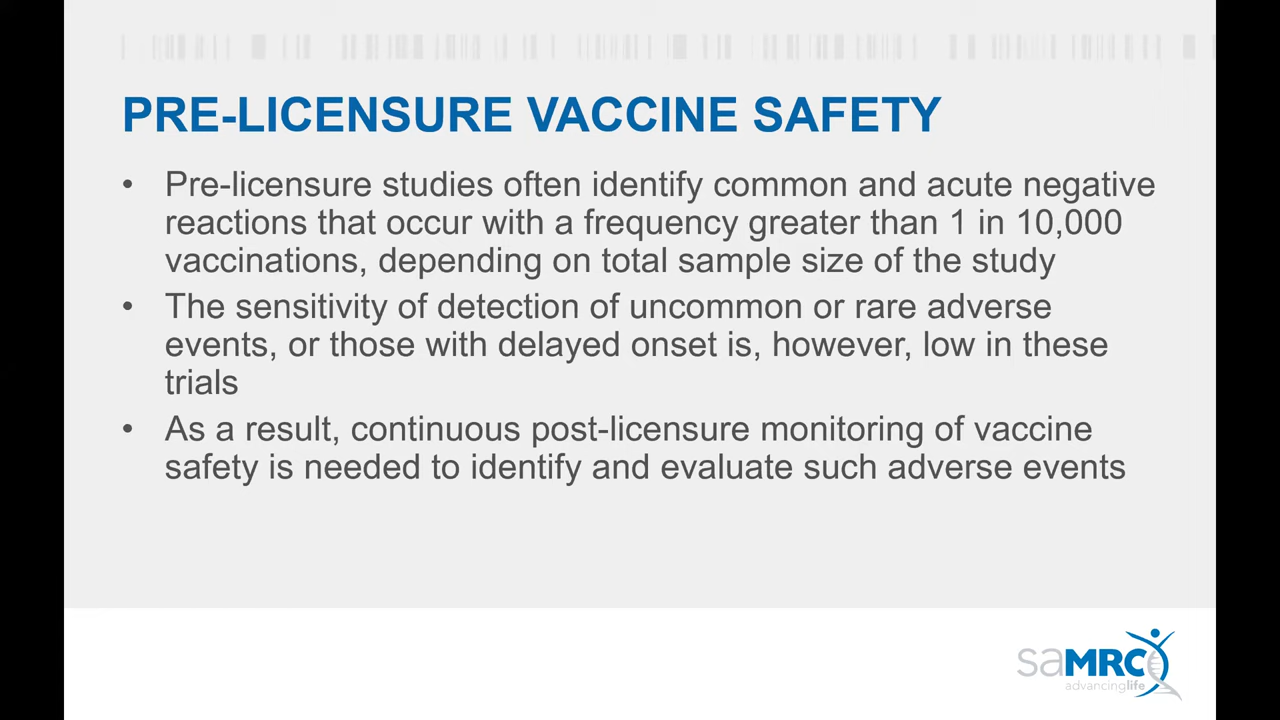 PRE-LICENSURE VACCINE SAFETY
• Pre-licensure studies often identify common and acute negative
reactions that occur with a frequency greater than 1 in 10,000
vaccinations, depending on total sample size of the study
• The sensitivity of detection of uncommon or rare adverse
events, or those with delayed onset is, however, low in these
trials
• As a result, continuous post-licensure monitoring of vaccine
safety is needed to identify and evaluate such adverse events
saMRC
advancinglife